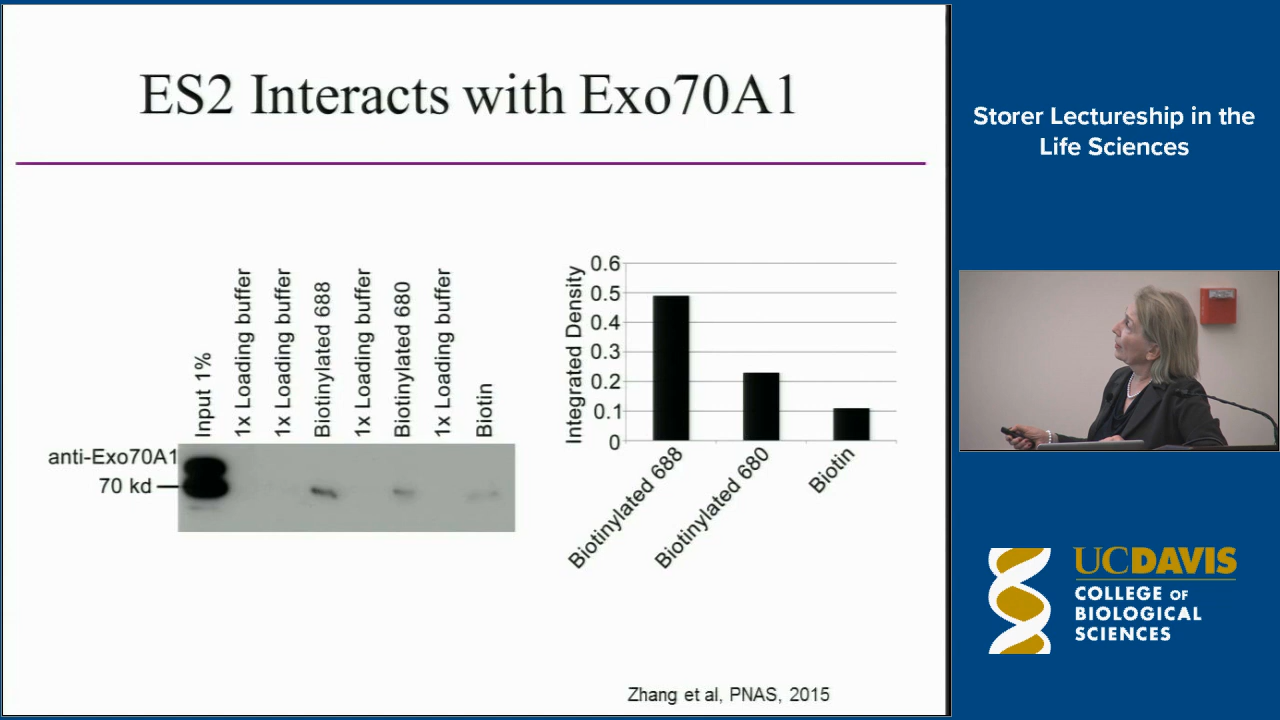 ES2 Interacts with Exo70A1
Input 1%
1x Loading buffer
1x Loading buffer
Biotinylated 688
1x Loading buffer
Biotinylated 680
1x Loading buffer
Biotin
anti-Exo70A1
70 kd
Integrated Density
0.6
0.5
0.4
0.3
0.2
0.1
0
Biotinylated 688
Biotinylated 680
Biotin
Zhang et al, PNAS, 2015
Storer Lectureship in the
Life Sciences
UCDAVIS
COLLEGE OF
BIOLOGICAL
SCIENCES